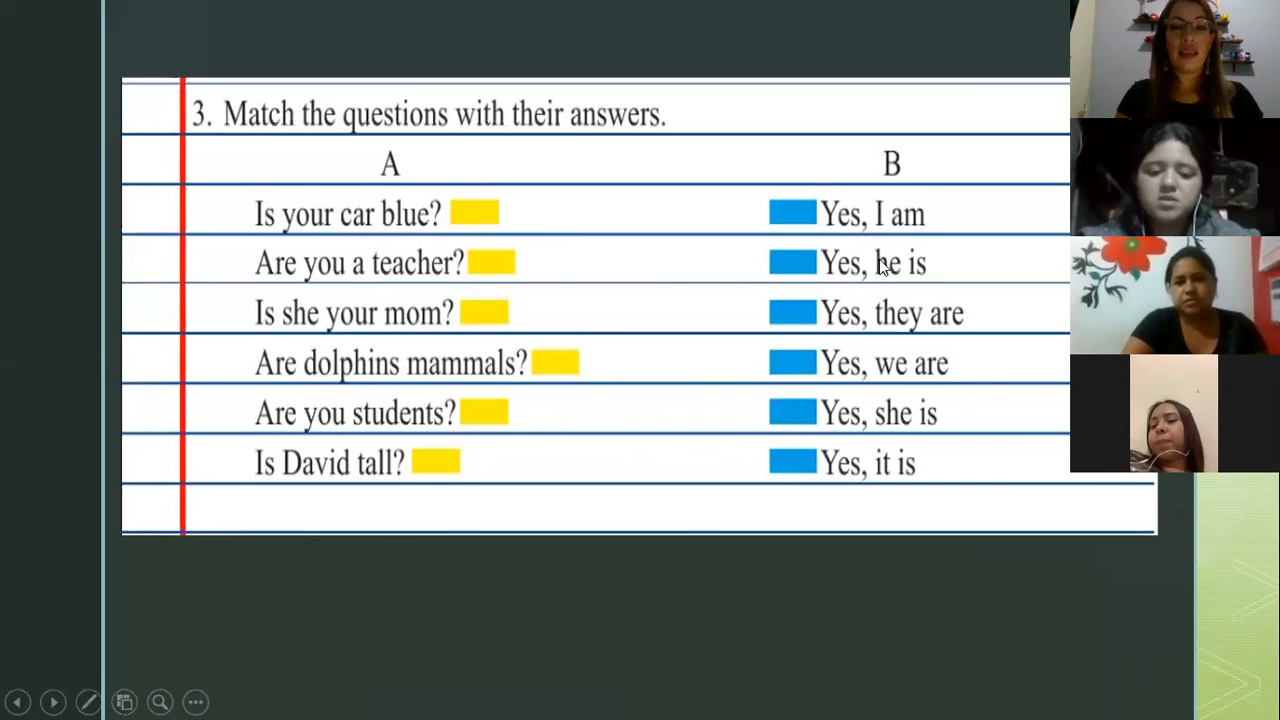 3. Match the questions with their answers.
A B
Is your car blue? Yes, I am
Are you a teacher? Yes, he is
Is she your mom? Yes, they are
Are dolphins mammals? Yes, we are
Are you students? Yes, she is
Is David tall? Yes, it is